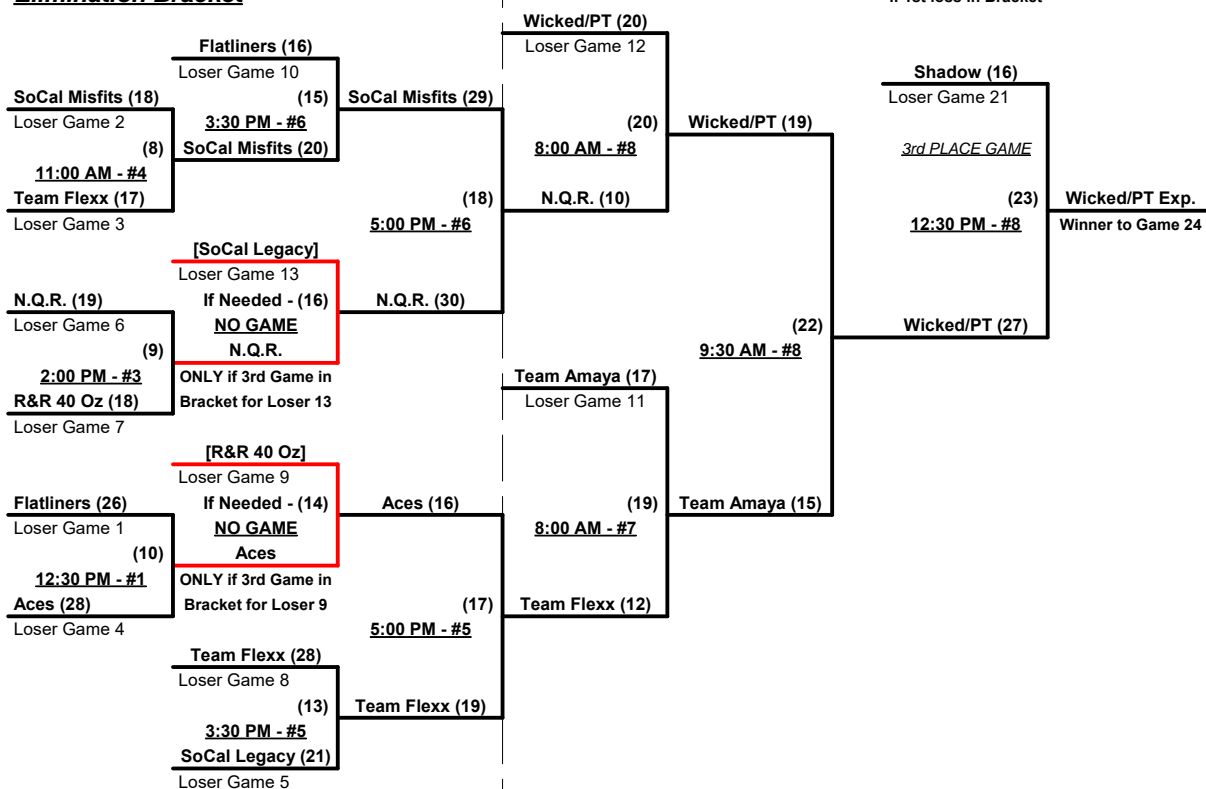 Elimination Bracket
SoCal Misfits (18)
Loser Game 2
(8)
11:00 AM - #4
Team Flexx (17)
Loser Game 3
N.Q.R. (19)
Loser Game 6
(9)
2:00 PM - #3
R&R 40 Oz (18)
Loser Game 7
Flatliners (26)
Loser Game 1
(10)
12:30 PM - #1
Aces (28)
Loser Game 4
Flatliners (16)
Loser Game 10
(15)
3:30 PM - #6
SoCal Misfits (20)
[SoCal Legacy]
Loser Game 13
If Needed - (16)
NO GAME
N.Q.R.
ONLY if 3rd Game in
Bracket for Loser 13
[R&R 40 Oz]
Loser Game 9
If Needed - (14)
NO GAME
Aces
ONLY if 3rd Game in
Bracket for Loser 9
Team Flexx (28)
Loser Game 8
(13)
3:30 PM - #5
SoCal Legacy (21)
Loser Game 5
SoCal Misfits (29)
(18)
5:00 PM - #6
N.Q.R. (30)
Aces (16)
(17)
5:00 PM - #5
Team Flexx (19)
Wicked/PT (20)
Loser Game 12
(20)
8:00 AM - #8
N.Q.R. (10)
Team Amaya (17)
Loser Game 11
(19)
8:00 AM - #7
Team Flexx (12)
Wicked/PT (19)
(22)
9:30 AM - #8
Team Amaya (15)
If 1st loss in Bracket
Shadow (16)
Loser Game 21
3rd PLACE GAME
(23)
12:30 PM - #8
Wicked/PT (27)
Wicked/PT Exp.
Winner to Game 24